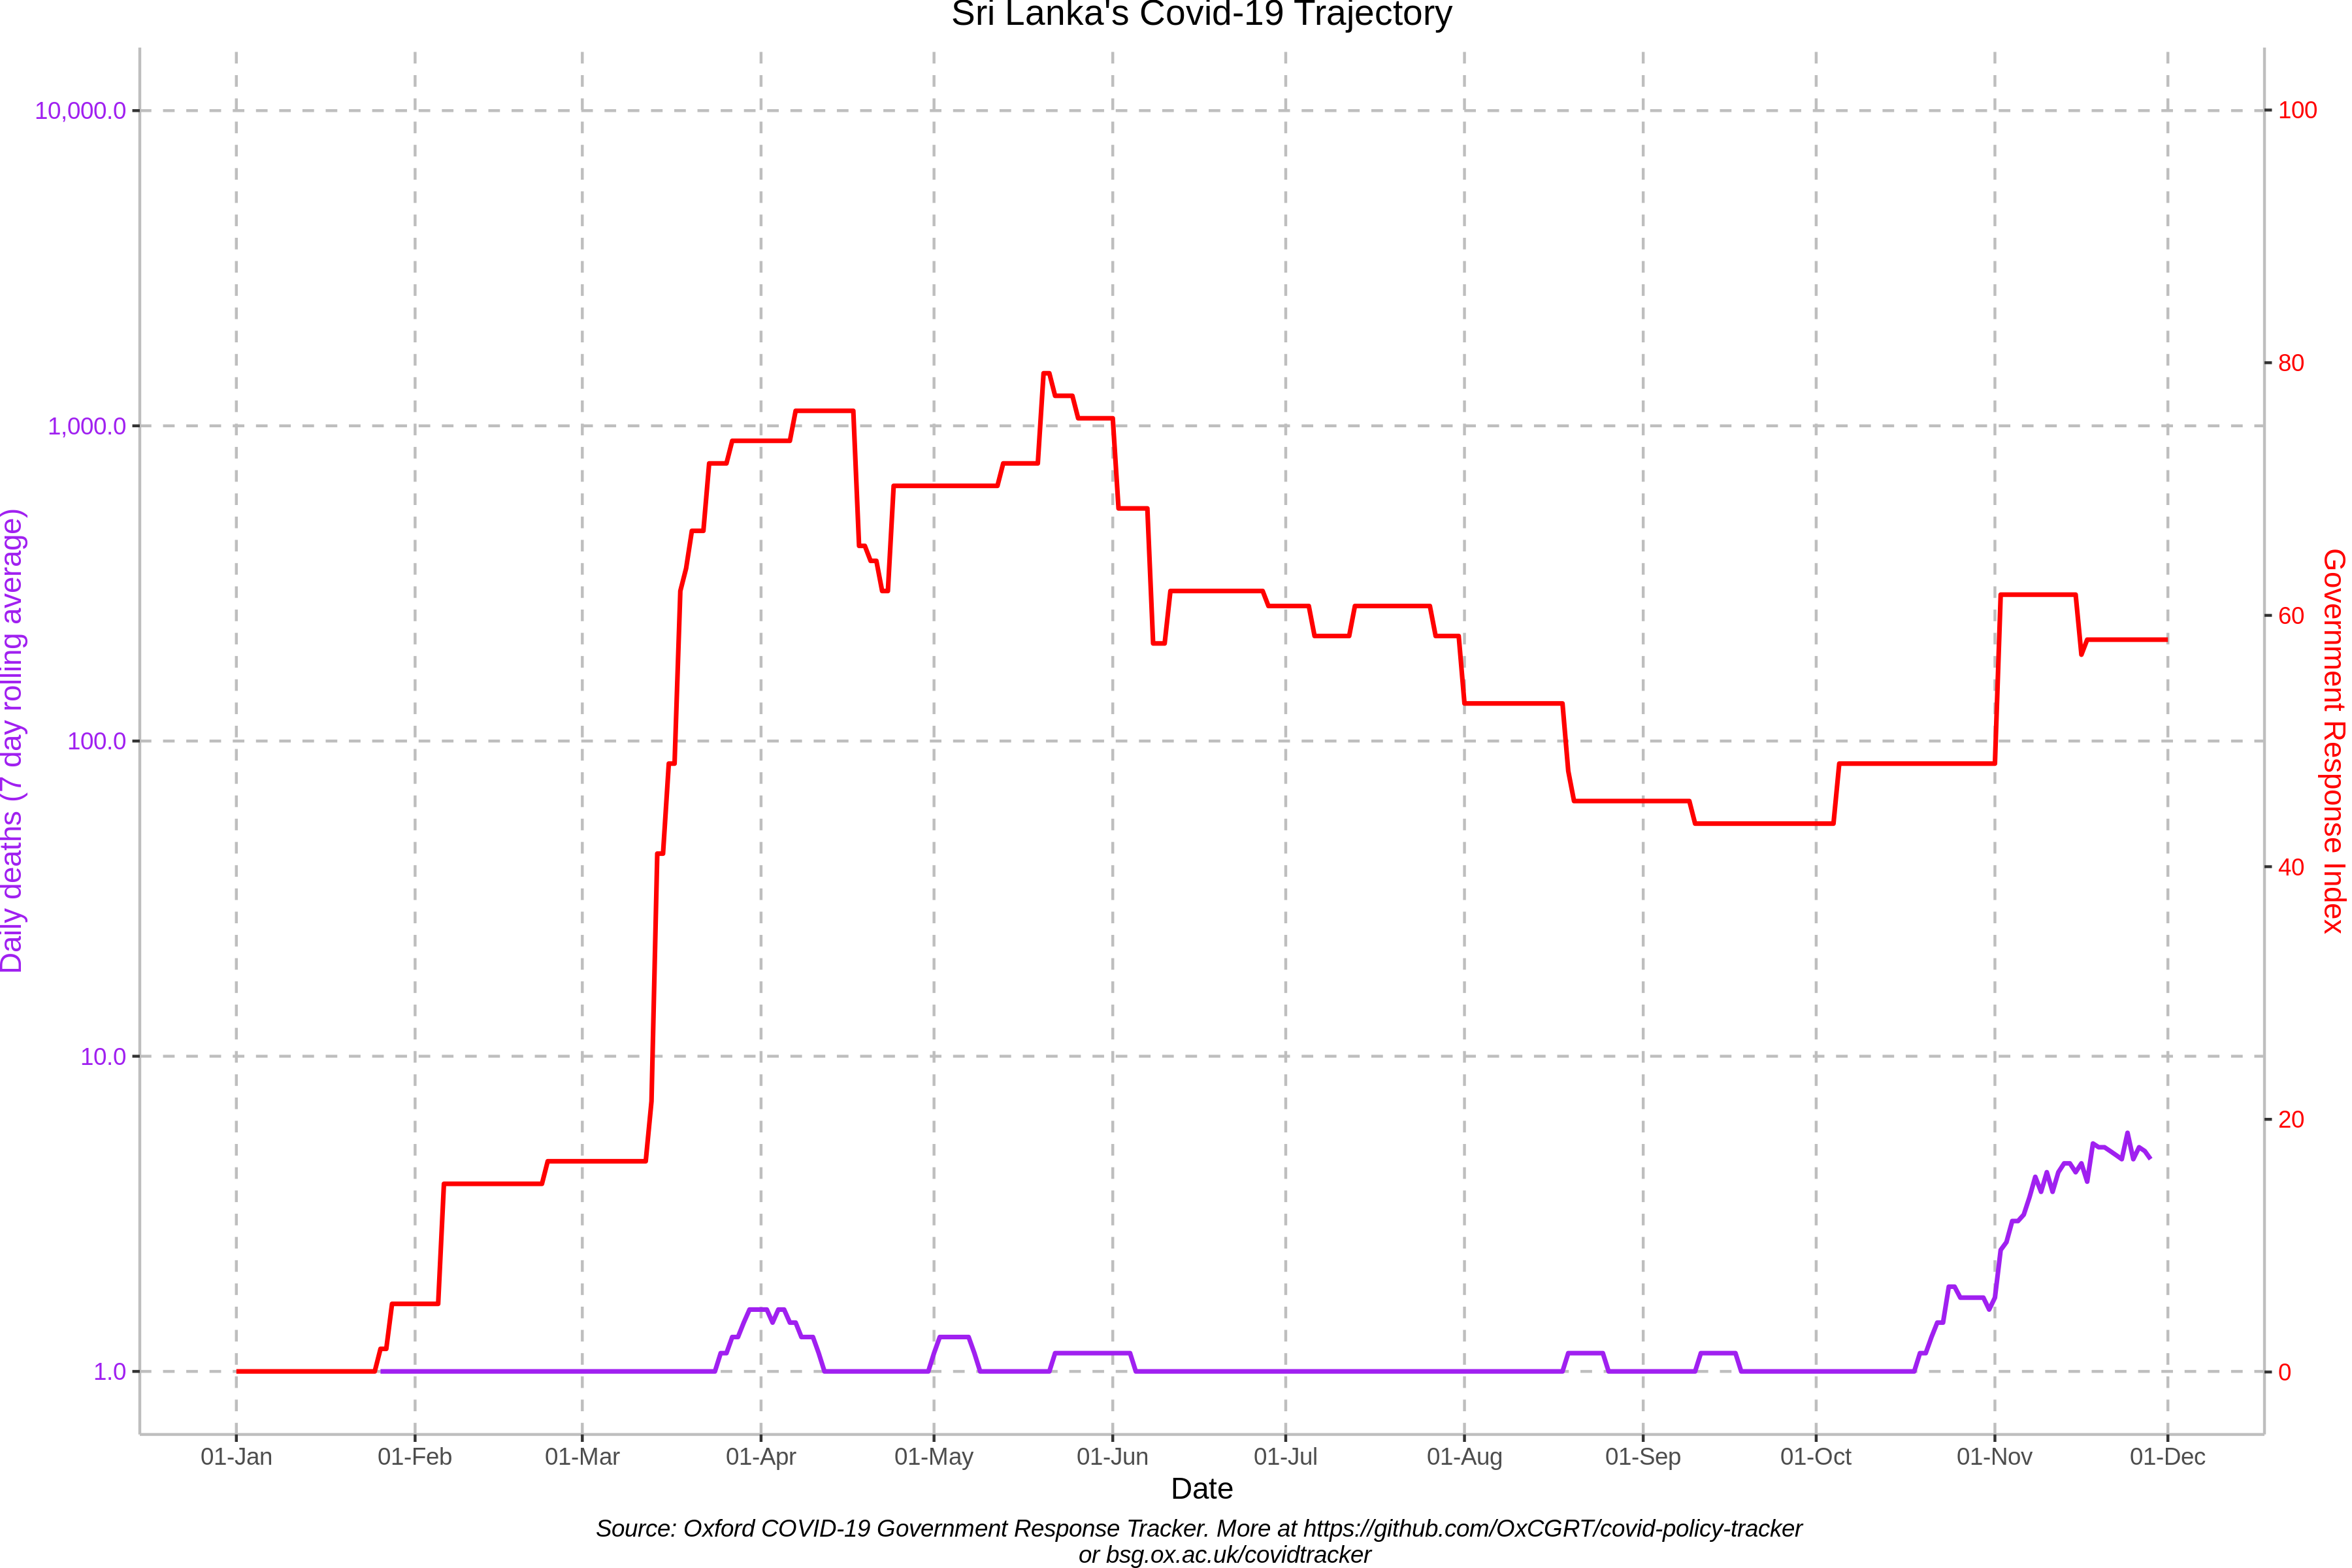 Sri Lanka's Covid-19 Trajectory
10,000.0
1,000.0
100.0
10.0
1.0
Daily deaths (7 day rolling average)
100
80
60
40
20
0
Government Response Index
01-Jan 01-Feb 01-Mar 01-Apr 01-May 01-Jun 01-Jul 01-Aug 01-Sep 01-Oct 01-Nov 01-Dec
Date
Source: Oxford COVID-19 Government Response Tracker. More at https://github.com/OxCGRT/covid-policy-tracker
or bsg.ox.ac.uk/covidtracker